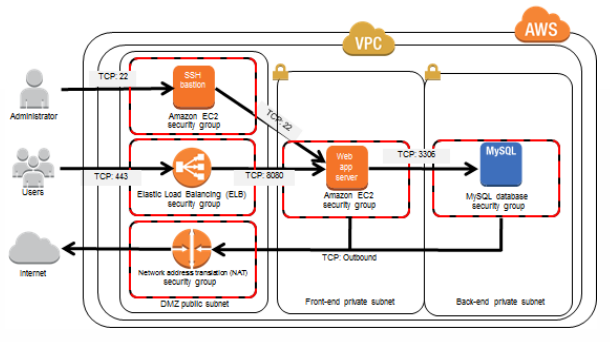 AWS
VPC
TCP: 22
SSH
bastion
Amazon EC2
security group
Administrator
TCP: 22
Web
app
server
Amazon EC2
security group
TCP: 3306
MySQL
MySQL database
security group
TCP: 443
Users
Elastic Load Balancing (ELB)
security group
TCP: 8080
TCP: Outbound
Internet
Network address translation (NAT)
security group
DMZ public subnet
Front-end private subnet
Back-end private subnet